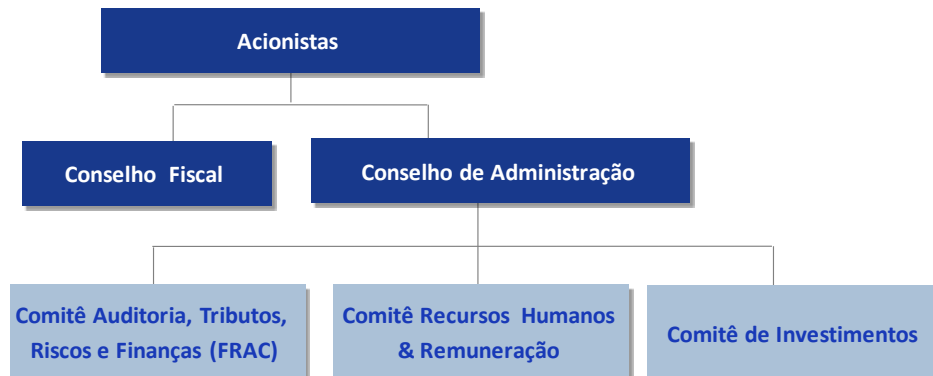 Acionistas
Conselho Fiscal
Conselho de Administração
Comitê Auditoria, Tributos,
Riscos e Finanças (FRAC)
Comitê Recursos Humanos
& Remuneração
Comitê de Investimentos